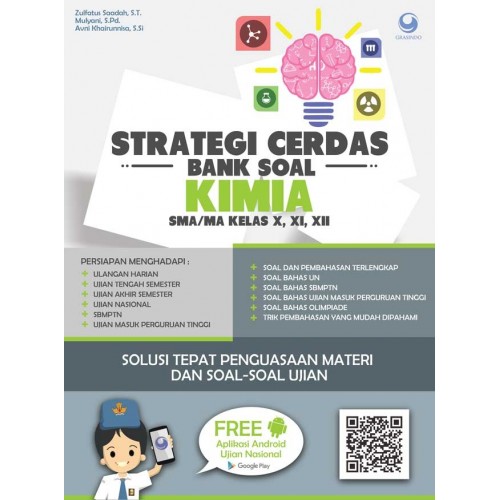 Zulfatus Saadah, S.T.
Mulyani, S.Pd.
Avni Khairunnisa, S.Si
GRASINDO
m
STRATEGI CERDAS
BANK SOAL
KIMIA
SMA/MA KELAS X, XI, XII
PERSIAPAN MENGHADAPI :
+ ULANGAN HARIAN
+ UJIAN TENGAH SEMESTER
+ UJIAN AKHIR SEMESTER
+ UJIAN NASIONAL
+ SBMPTN
+ UJIAN MASUK PERGURUAN TINGGI
+ SOAL DAN PEMBAHASAN TERLENGKAP
+ SOAL BAHAS UN
+ SOAL BAHAS SBMPTN
+ SOAL BAHAS UJIAN MASUK PERGURUAN TINGGI
+ SOAL BAHAS OLIMPIADE
+ TRIK PEMBAHASAN YANG MUDAH DIPAHAMI
SOLUSI TEPAT PENGUASAAN MATERI
DAN SOAL-SOAL UJIAN
FREE
Aplikasi Android
Ujian Nasional
Google Play